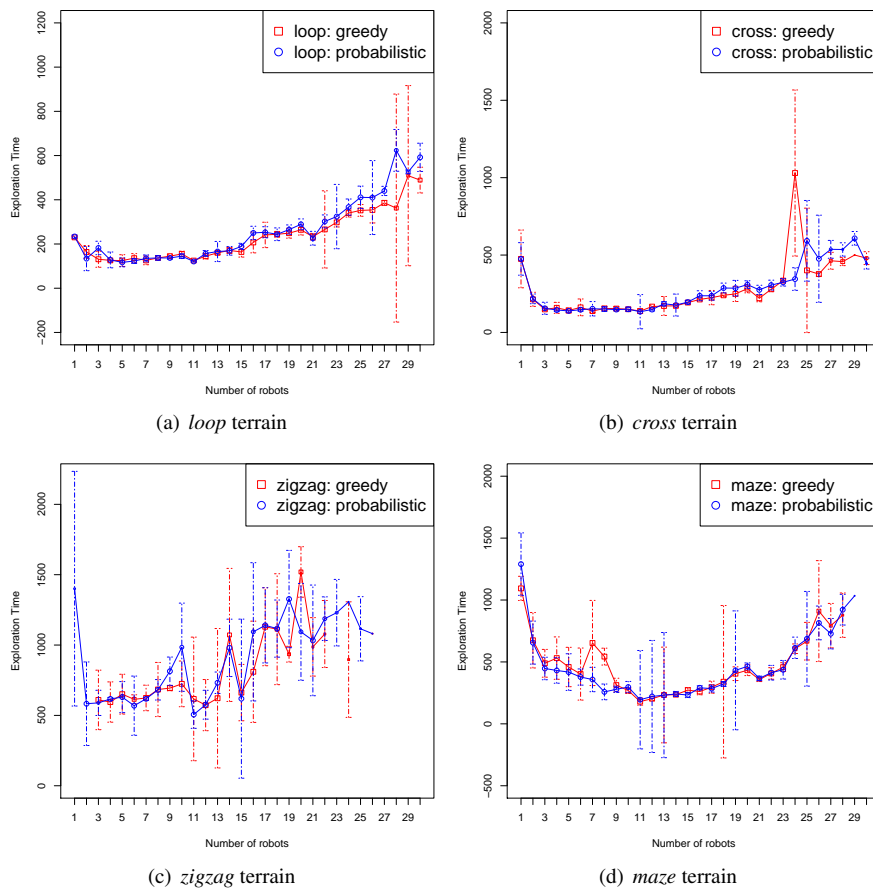 loop: greedy
loop: probabilistic
Exploration Time
−200 0 200 400 600 800 1000 1200
1 3 5 7 9 11 13 15 17 19 21 23 25 27 29
Number of robots
(a) loop terrain
cross: greedy
cross: probabilistic
Exploration Time
0 500 1000 1500 2000
1 3 5 7 9 11 13 15 17 19 21 23 25 27 29
Number of robots
(b) cross terrain
zigzag: greedy
zigzag: probabilistic
Exploration Time
0 500 1000 1500 2000
1 3 5 7 9 11 13 15 17 19 21 23 25 27 29
Number of robots
(c) zigzag terrain
maze: greedy
maze: probabilistic
Exploration Time
−500 0 500 1000 1500 2000
1 3 5 7 9 11 13 15 17 19 21 23 25 27 29
Number of robots
(d) maze terrain